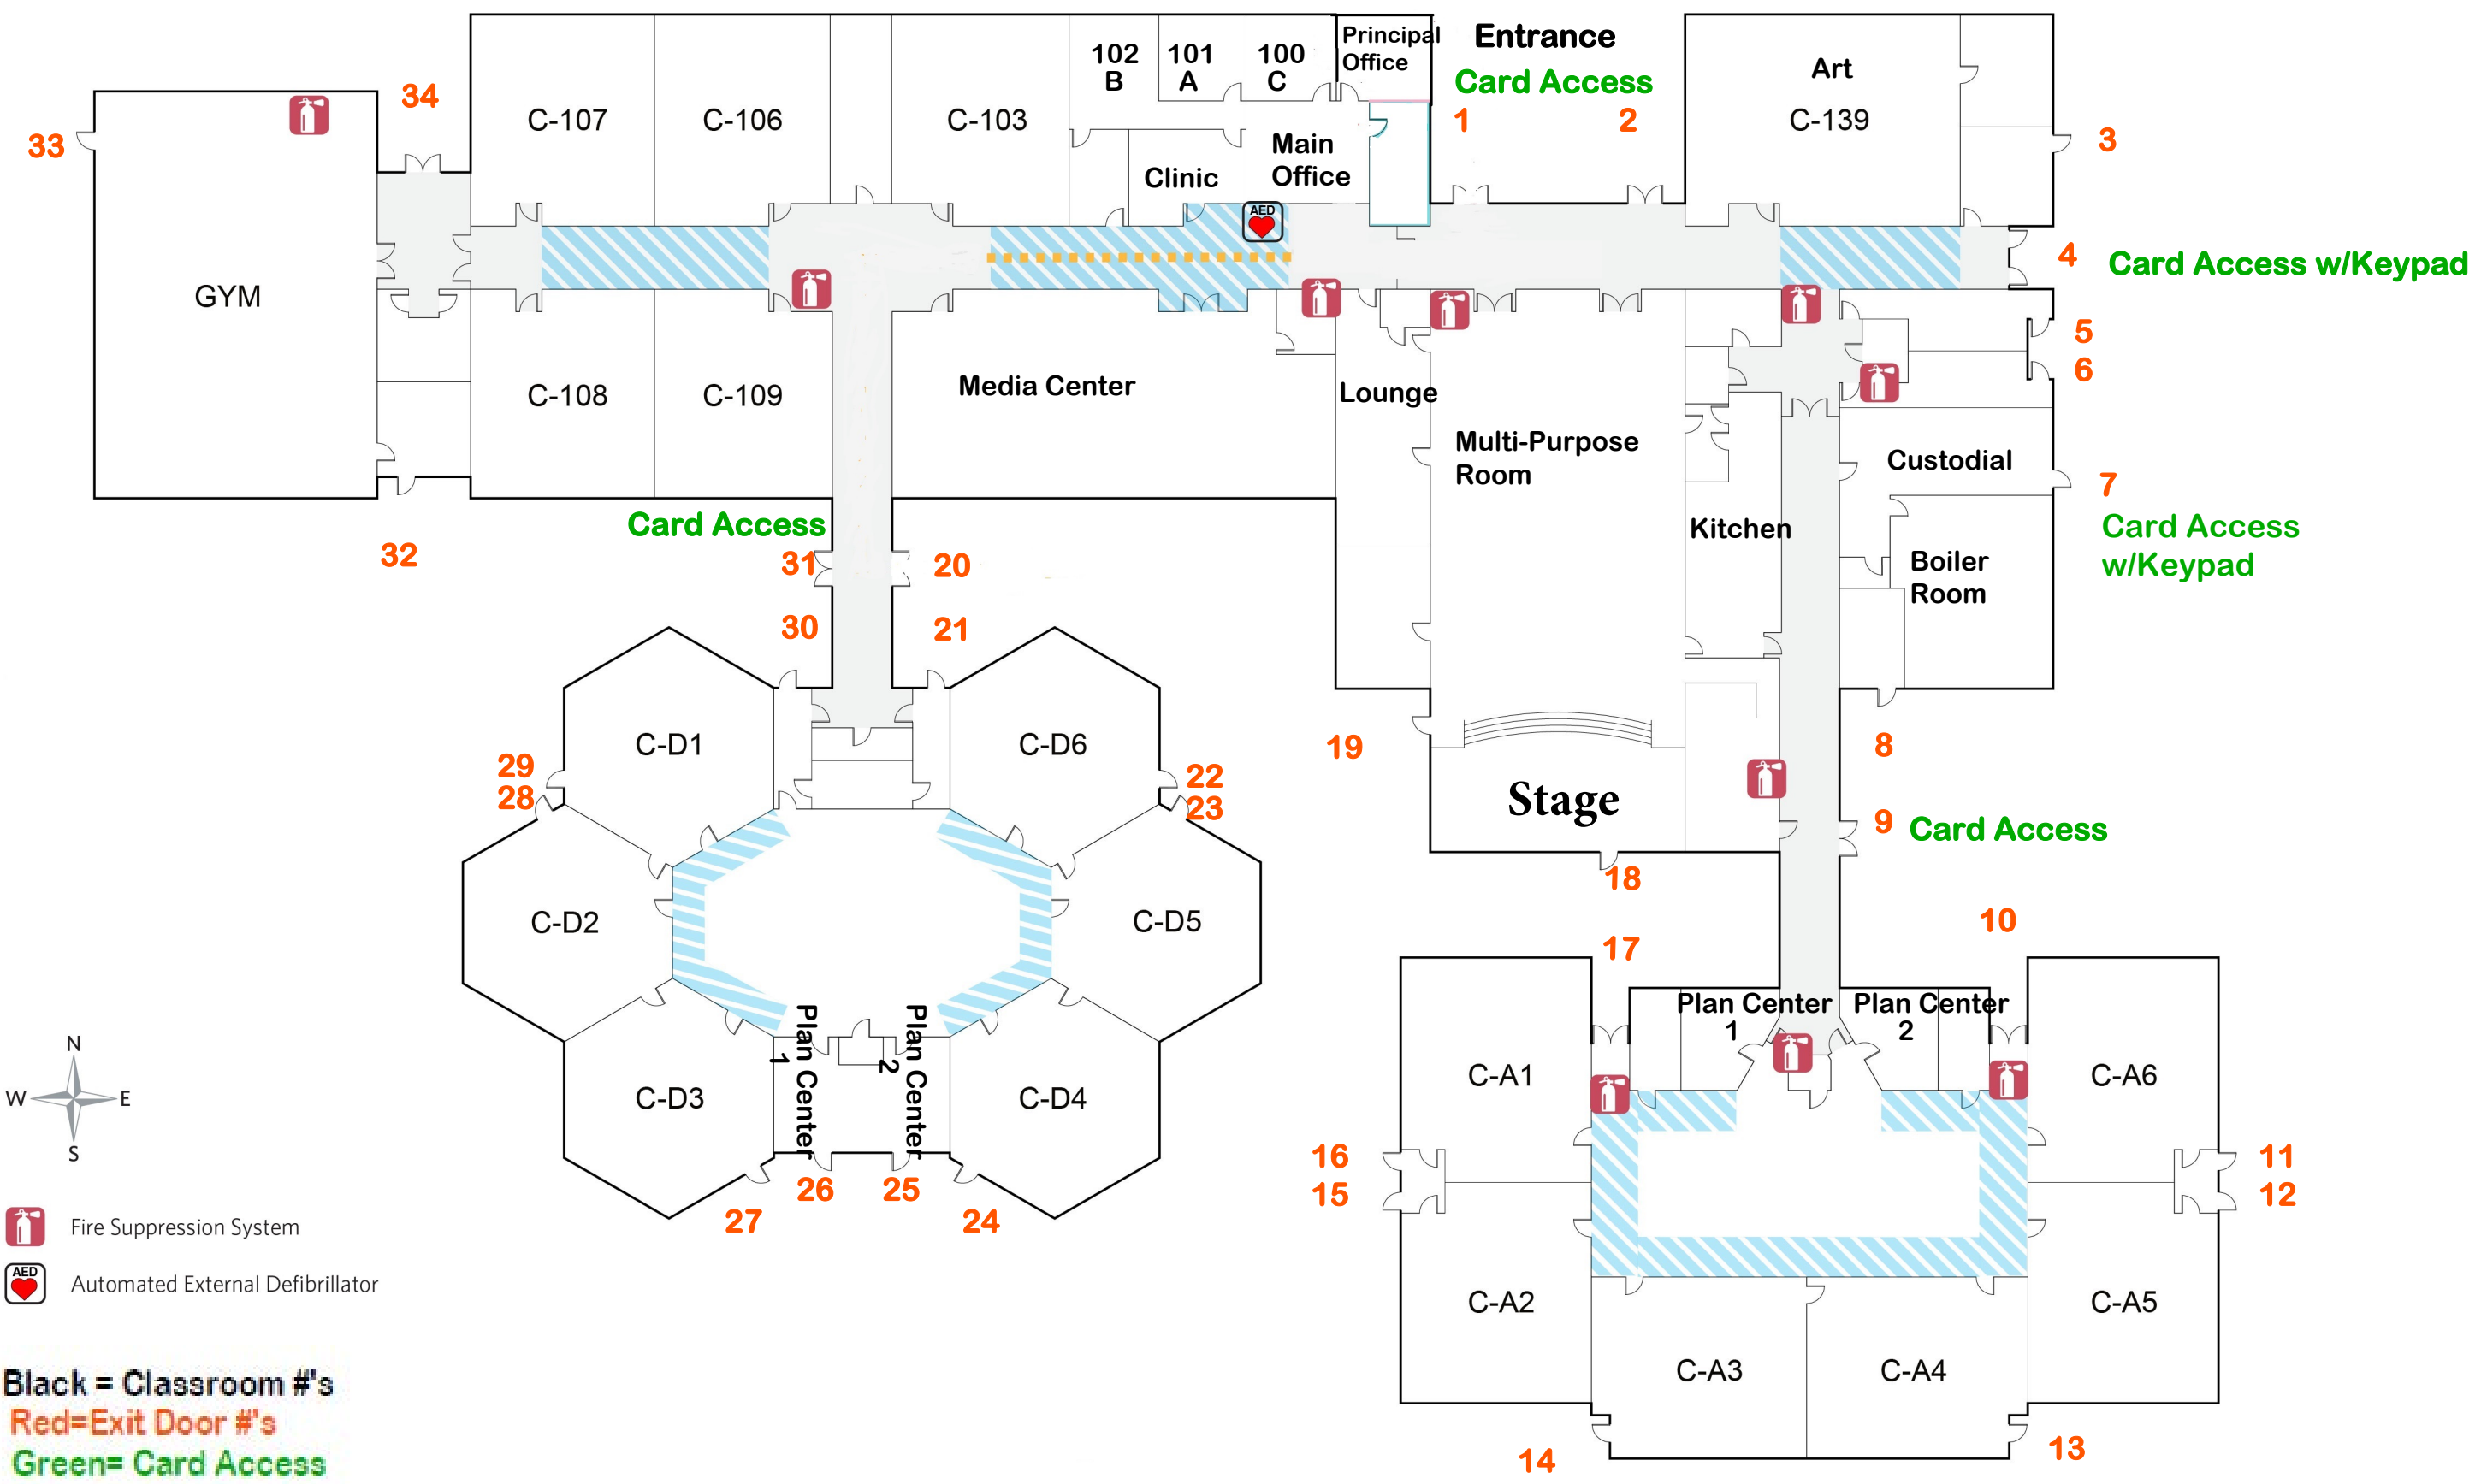 Principal
Office
Entrance
Card Access
1
2
102
B
101
A
100
C
Art
C-139
3
34
33
C-107
C-106
C-103
Main
Office
Clinic
AED
4
Card Access w/Keypad
GYM
5
6
C-108
C-109
Media Center
Lounge
Multi-Purpose
Room
Custodial
7
Card Access
w/Keypad
Kitchen
Boiler
Room
Card Access
32
31
20
30
21
C-D1
C-D6
29
28
22
23
19
8
Stage
9
Card Access
18
C-D2
C-D5
17
10
Plan Center
1
Plan Center
2
Plan Center
1
Plan Center
2
C-D3
C-D4
C-A1
C-A6
N
W
E
S
16
15
11
12
26
25
27
24
Fire Suppression System
AED
Automated External Defibrillator
C-A2
C-A5
C-A3
C-A4
14
13
Black = Classroom #'s
Red=Exit Door #'s
Green= Card Access